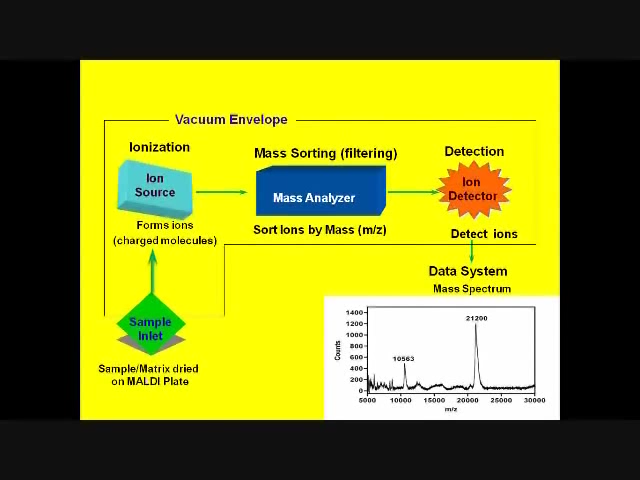 Vacuum Envelope
Ionization
Mass Sorting (filtering)
Detection
Ion
Source
Mass Analyzer
Ion
Detector
Forms ions
(charged molecules)
Sort Ions by Mass (m/z)
Detect ions
Data System
Mass Spectrum
Sample
Inlet
Sample/Matrix dried
on MALDI Plate
1400
1200
1000
800
600
400
200
0
Counts
10563
21200
5000 10000 15000 20000 25000 30000
m/z